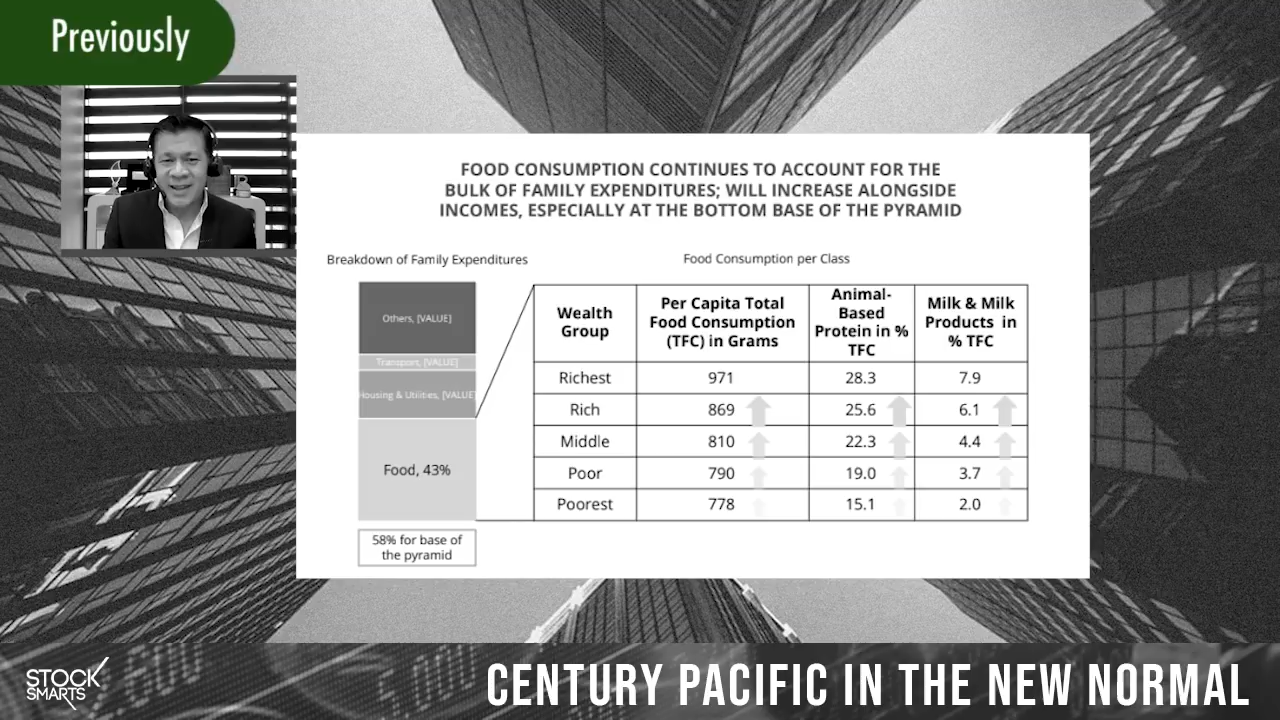 Previously
FOOD CONSUMPTION CONTINUES TO ACCOUNT FOR THE
BULK OF FAMILY EXPENDITURES; WILL INCREASE ALONGSIDE
INCOMES, ESPECIALLY AT THE BOTTOM BASE OF THE PYRAMID
Breakdown of Family Expenditures
Food Consumption per Class
Others, [VALUE]
Transport, [VALUE]
Housing & Utilities, [VALUE]
Food, 43%
58% for base of
the pyramid
Wealth
Group
Per Capita Total
Food Consumption
(TFC) in Grams
Animal-
Based
Protein in %
TFC
Milk & Milk
Products in
% TFC
Richest 971 28.3 7.9
Rich 869 25.6 6.1
Middle 810 22.3 4.4
Poor 790 19.0 3.7
Poorest 778 15.1 2.0
STOCK
SMARTS
CENTURY PACIFIC IN THE NEW NORMAL